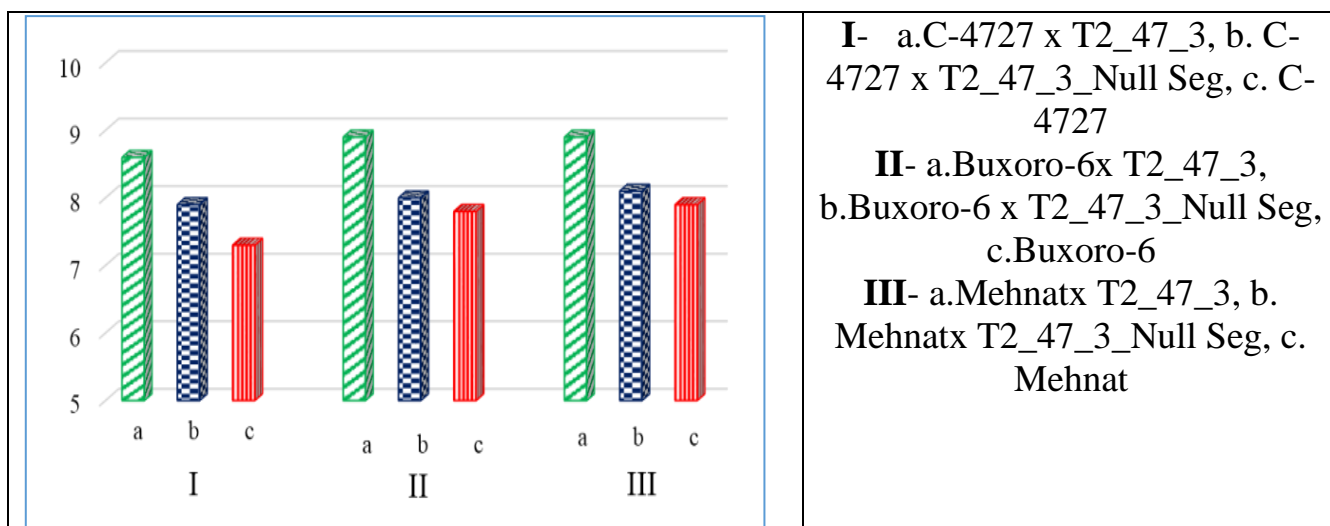 10
9
8
7
6
5
a b c
a b c
a b c
I II III
I- a.C-4727 x T2_47_3, b. C-
4727 x T2_47_3_Null Seg, c. C-
4727
II- a.Buxoro-6x T2_47_3,
b.Buxoro-6 x T2_47_3_Null Seg,
c.Buxoro-6
III- a.Mehnatx T2_47_3, b.
Mehnatx T2_47_3_Null Seg, c.
Mehnat